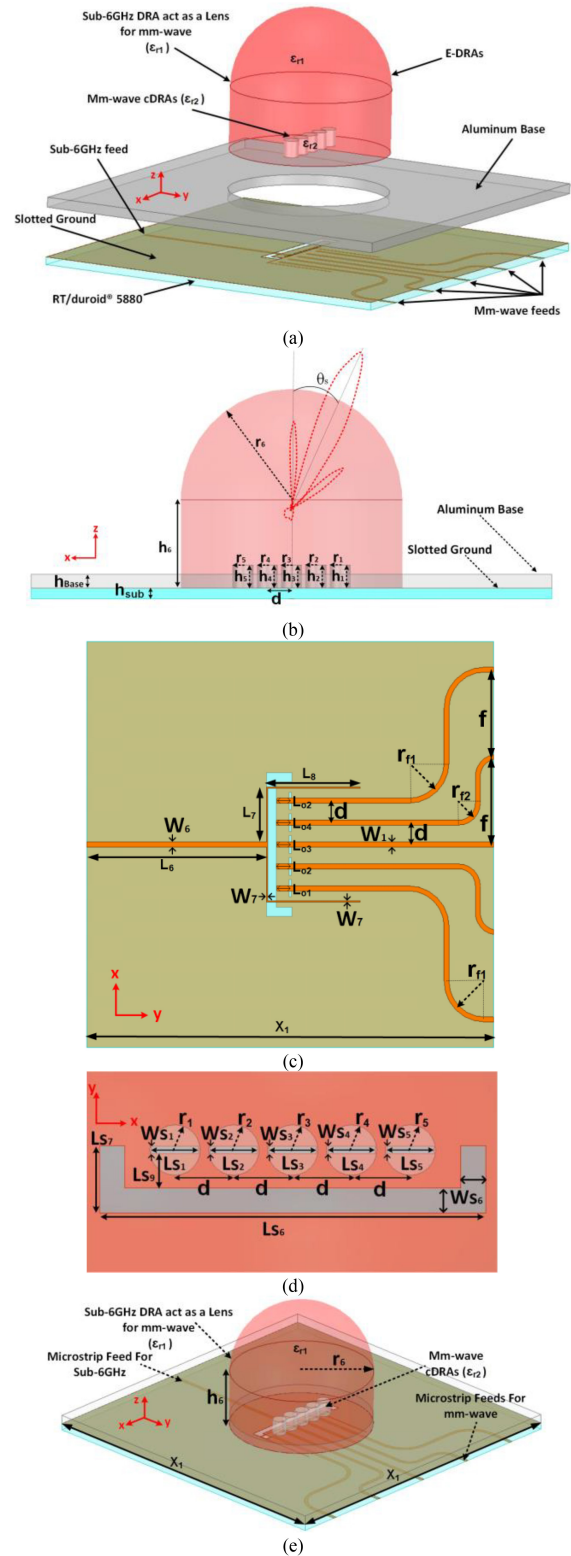 Sub-6GHz DRA act as a Lens
for mm-wave
(εr1)
εr1
E-DRAs
Mm-wave cDRAs (εr2)
εr2
Aluminum Base
Sub-6GHz feed
z
x
y
Slotted Ground
RT/duroid® 5880
Mm-wave feeds
(a)
θs
r6
z
x
h6
Aluminum Base
Slotted Ground
r5 r4 r3 r2 r1
h5 h4 h3 h2 h1
hBase
hsub
d
(b)
f
L8
rf1
L7
Lo2
d
rf2
f
Lo4
W6
W1
d
Lo3
L6
Lo2
W7
Lo1
W7
rf1
x
y
X1
(c)
y
x
r1 r2 r3 r4 r5
Ws1 Ws2 Ws3 Ws4 Ws5
Ls7
Ls1 Ls2 Ls3 Ls4 Ls5
Ls9
d d d d
Ws6
Ls6
(d)
Sub-6GHz DRA act as a Lens
for mm-wave
(εr1)
εr1
Microstrip Feed For
Sub-6GHz
r6
Mm-wave
cDRAs (εr2)
h6
Microstrip Feeds For
mm-wave
z
x
y
X1
X1
(e)